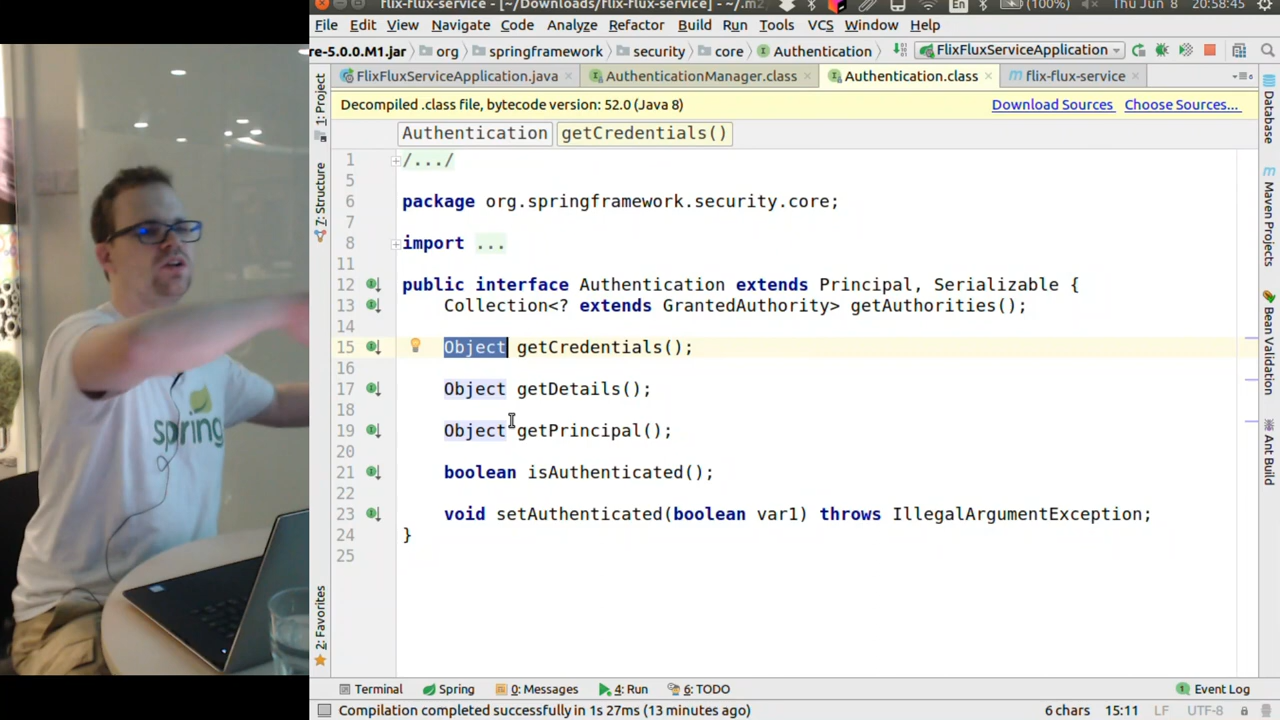 flix-flux-service - [~/Downloads/flix-flux-service] - ~/.m2
En
(100%)
Thu Jun 8 20:58:45
File Edit View Navigate Code Analyze Refactor Build Run Tools VCS Window Help
re-5.0.0.M1.jar org springframework security core Authentication FlixFluxServiceApplication
FlixFluxServiceApplication.java AuthenticationManager.class Authentication.class flix-flux-service
Decompiled .class file, bytecode version: 52.0 (Java 8) Download Sources Choose Sources...
Authentication getCredentials()
1 /.../
5
6 package org.springframework.security.core;
7
8 import ...
11
12 public interface Authentication extends Principal, Serializable {
13 Collection<? extends GrantedAuthority> getAuthorities();
14
15 Object getCredentials();
16
17 Object getDetails();
18
19 Object getPrincipal();
20
21 boolean isAuthenticated();
22
23 void setAuthenticated(boolean var1) throws IllegalArgumentException;
24 }
25
1: Project
7: Structure
2: Favorites
Database
Maven Projects
Bean Validation
Ant Build
spring
Terminal Spring 0: Messages 4: Run 6: TODO Event Log
Compilation completed successfully in 1s 27ms (13 minutes ago) 6 chars 15:11 LF UTF-8